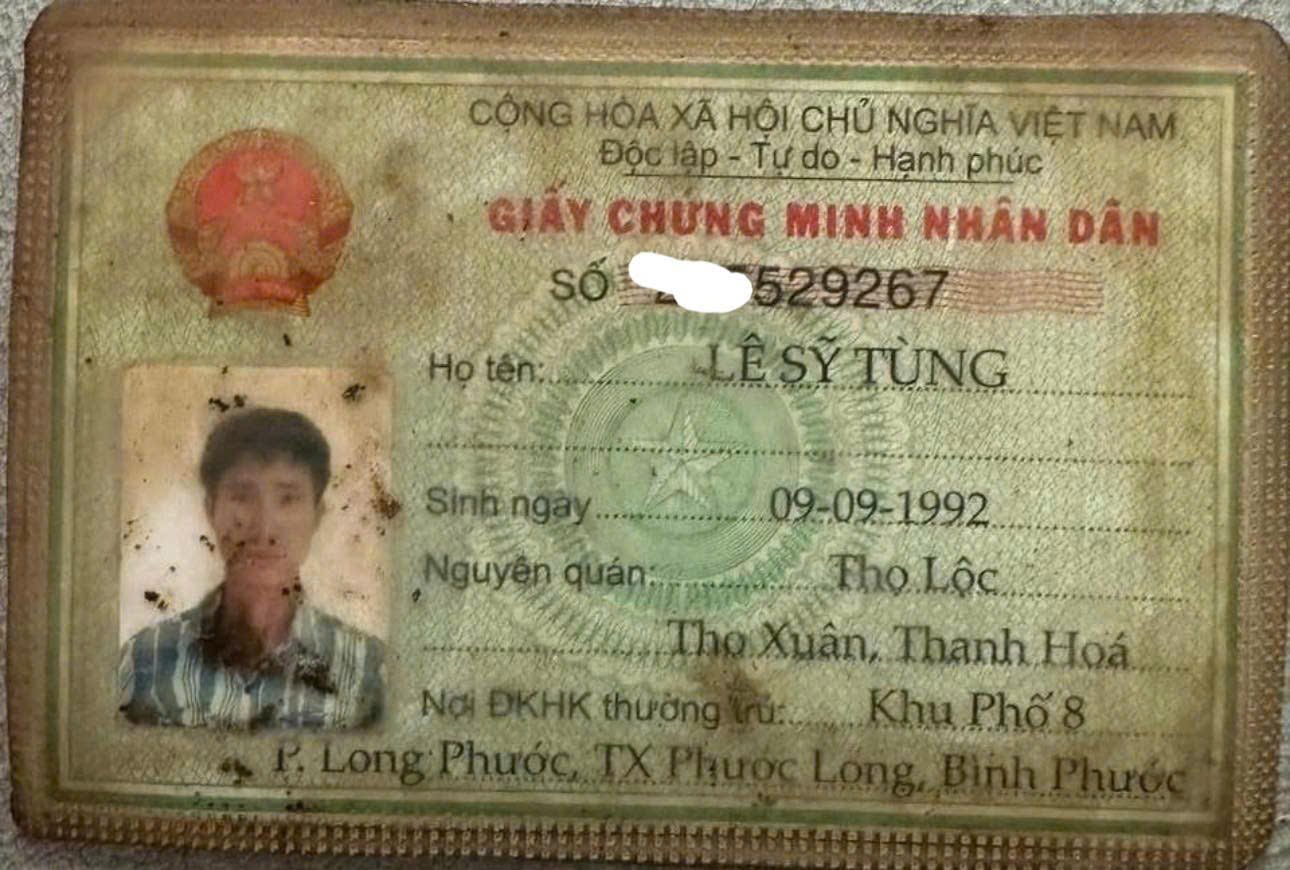 CỘNG HÒA XÃ HỘI CHỦ NGHĨA VIỆT NAM
Độc lập - Tự do - Hạnh phúc
GIẤY CHỨNG MINH NHÂN DÂN
SỐ 529267
Họ tên: LÊ SỸ TÙNG
Sinh ngày 09-09-1992
Nguyên quán: Thọ Lộc
Thọ Xuân, Thanh Hoá
Nơi ĐKHK thường trú: Khu Phố 8
P. Long Phước, TX Phước Long, Bình Phước